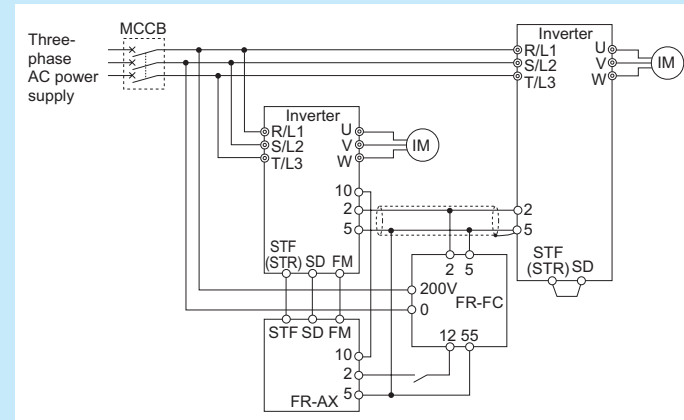 MCCB
Three-
phase
AC power
supply
Inverter
R/L1
S/L2
T/L3
U
V
W
IM
Inverter
R/L1
S/L2
T/L3
U
V
W
IM
10
2
5
2
5
STF
(STR) SD FM
STF
(STR) SD
2 5
200V
0
FR-FC
12 55
STF SD FM
10
2
5
FR-AX